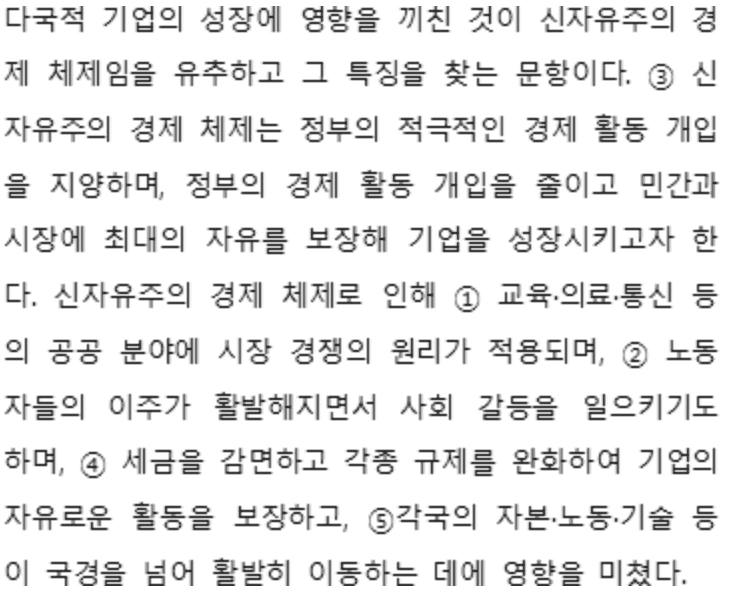 다국적 기업의 성장에 영향을 끼친 것이 신자유주의 경
제 체제임을 유추하고 그 특징을 찾는 문항이다. ③ 신
자유주의 경제 체제는 정부의 적극적인 경제 활동 개입
을 지양하며, 정부의 경제 활동 개입을 줄이고 민간과
시장에 최대의 자유를 보장해 기업을 성장시키고자 한
다. 신자유주의 경제 체제로 인해 ① 교육·의료·통신 등
의 공공 분야에 시장 경쟁의 원리가 적용되며, ② 노동
자들의 이주가 활발해지면서 사회 갈등을 일으키기도
하며, ④ 세금을 감면하고 각종 규제를 완화하여 기업의
자유로운 활동을 보장하고, ⑤각국의 자본·노동·기술 등
이 국경을 넘어 활발히 이동하는 데에 영향을 미쳤다.